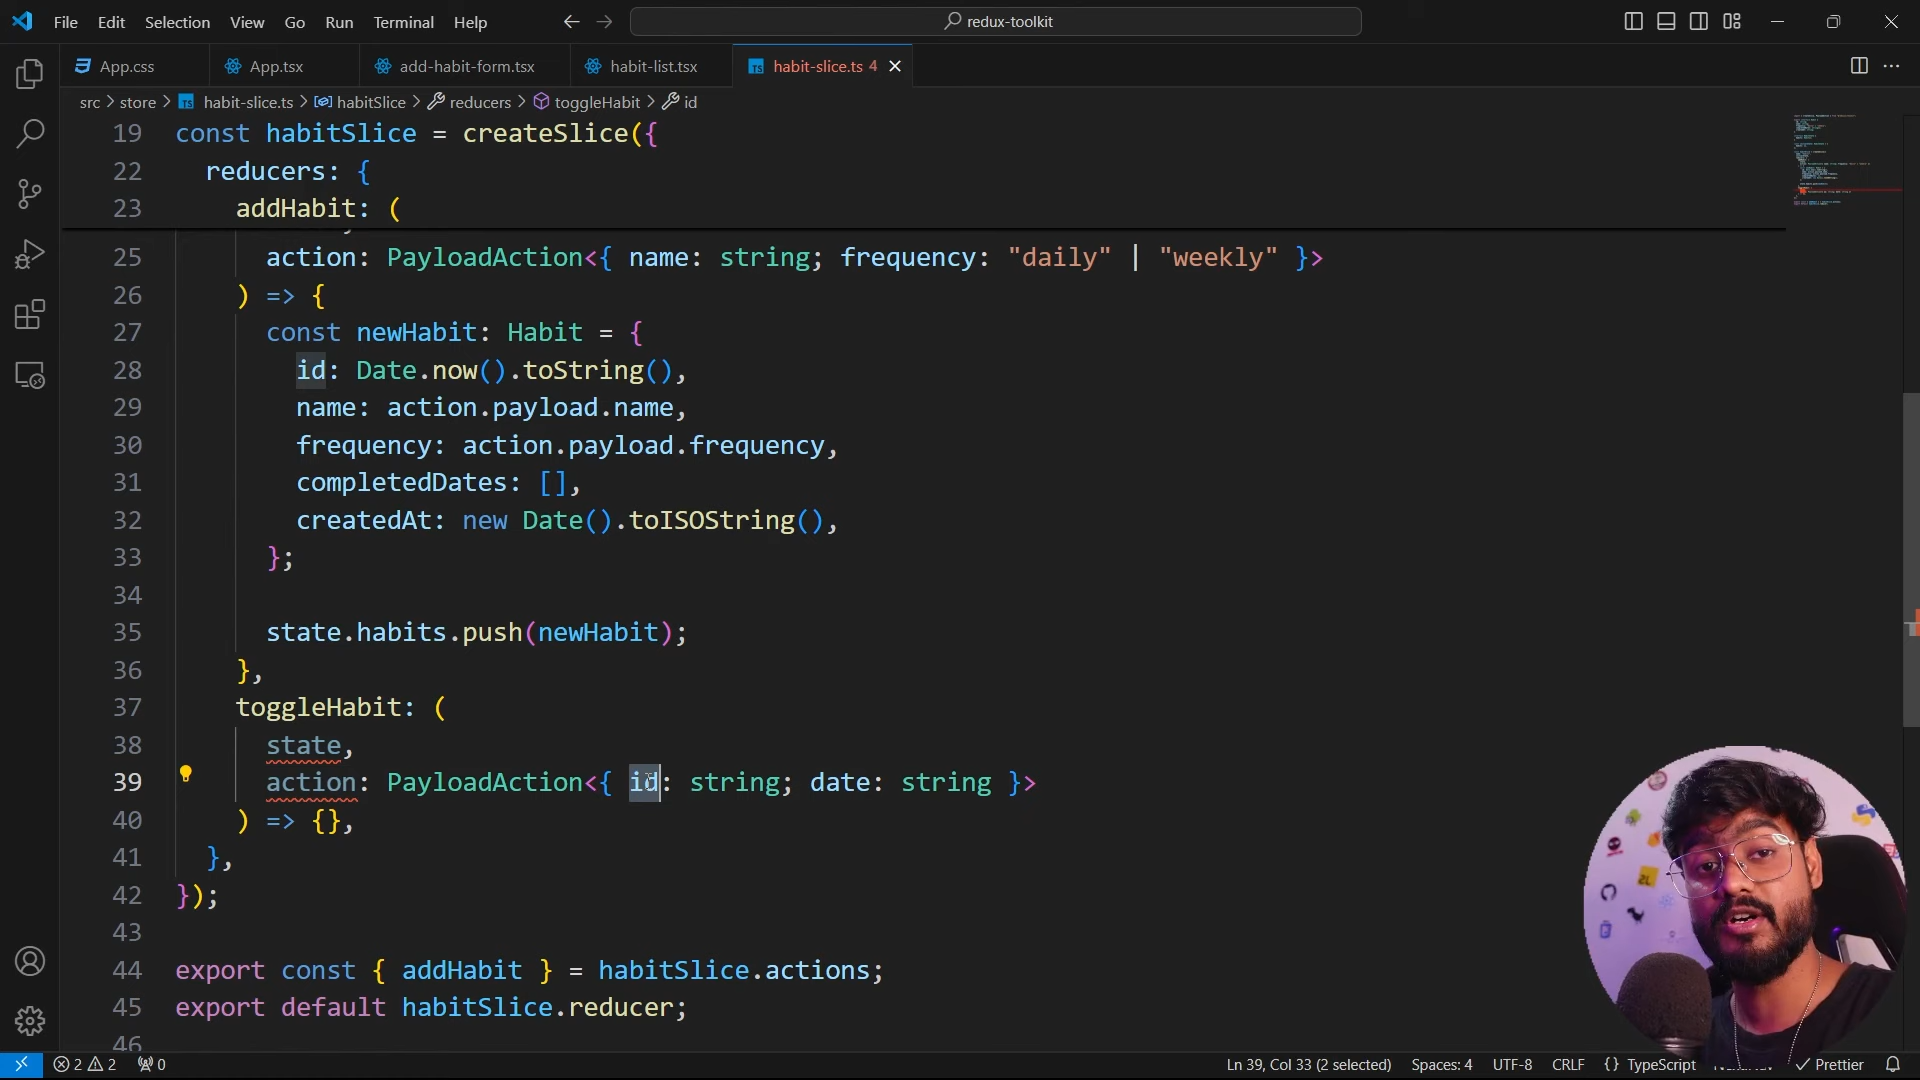 File Edit Selection View Go Run Terminal Help redux-toolkit
App.css App.tsx add-habit-form.tsx habit-list.tsx TS habit-slice.ts 4
src > store > TS habit-slice.ts > habitSlice > reducers > toggleHabit > id
19 const habitSlice = createSlice({
22 reducers: {
23 addHabit: (
25 action: PayloadAction<{ name: string; frequency: "daily" | "weekly" }>
26 ) => {
27 const newHabit: Habit = {
28 id: Date.now().toString(),
29 name: action.payload.name,
30 frequency: action.payload.frequency,
31 completedDates: [],
32 createdAt: new Date().toISOString(),
33 };
34
35 state.habits.push(newHabit);
36 },
37 toggleHabit: (
38 state,
39 action: PayloadAction<{ id: string; date: string }>
40 ) => {},
41 },
42 });
43
44 export const { addHabit } = habitSlice.actions;
45 export default habitSlice.reducer;
46
2 2 0 Ln 39, Col 33 (2 selected) Spaces: 4 UTF-8 CRLF {} TypeScript Prettier